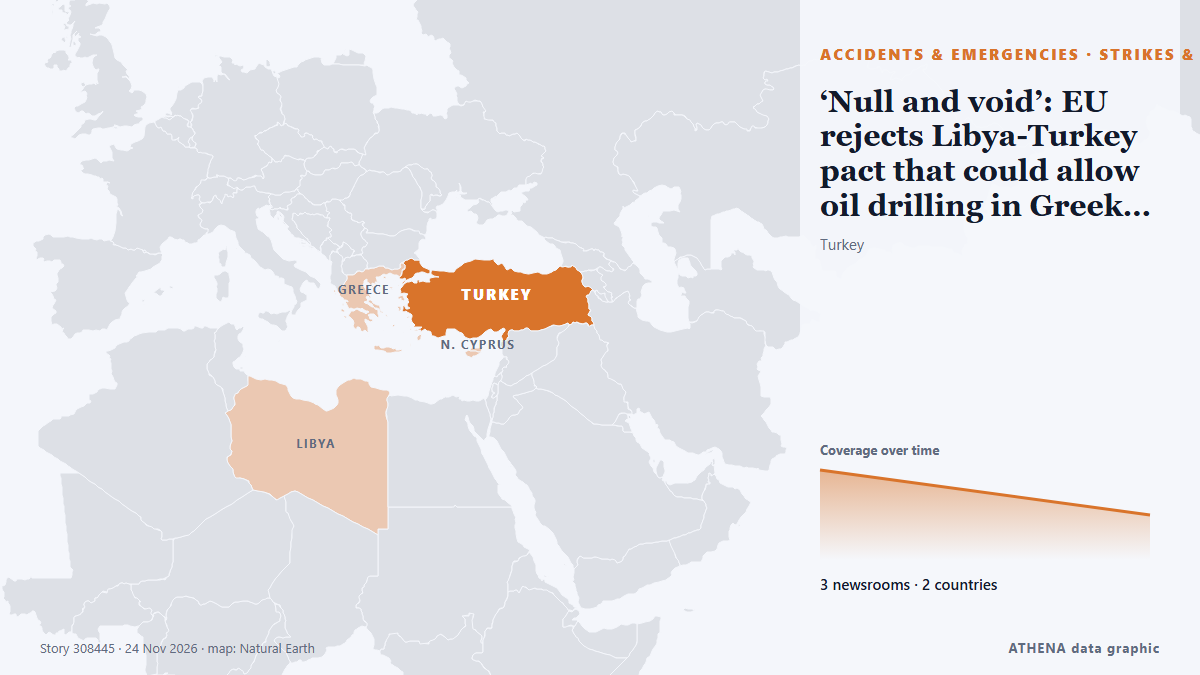 ACCIDENTS & EMERGENCIES · STRIKES &
‘Null and void’: EU
rejects Libya-Turkey
pact that could allow
oil drilling in Greek…
Turkey
GREECE
TURKEY
N. CYPRUS
LIBYA
Coverage over time
3 newsrooms · 2 countries
Story 308445 · 24 Nov 2026 · map: Natural Earth
ATHENA data graphic